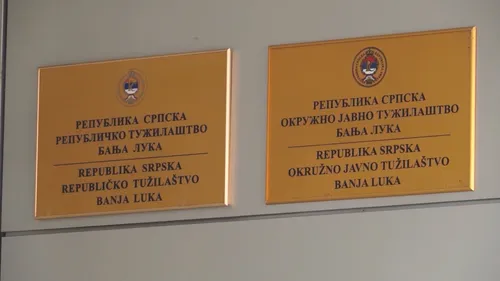 РЕПУБЛИКА СРПСКА
РЕПУБЛИЧКО ТУЖИЛАШТВО
БАЊА ЛУКА
REPUBLIKA SRPSKA
REPUBLIČKO TUŽILAŠTVO
BANJA LUKA
РЕПУБЛИКА СРПСКА
ОКРУЖНО ЈАВНО ТУЖИЛАШТВО
БАЊА ЛУКА
REPUBLIKA SRPSKA
OKRUŽNO JAVNO TUŽILAŠTVO
BANJA LUKA